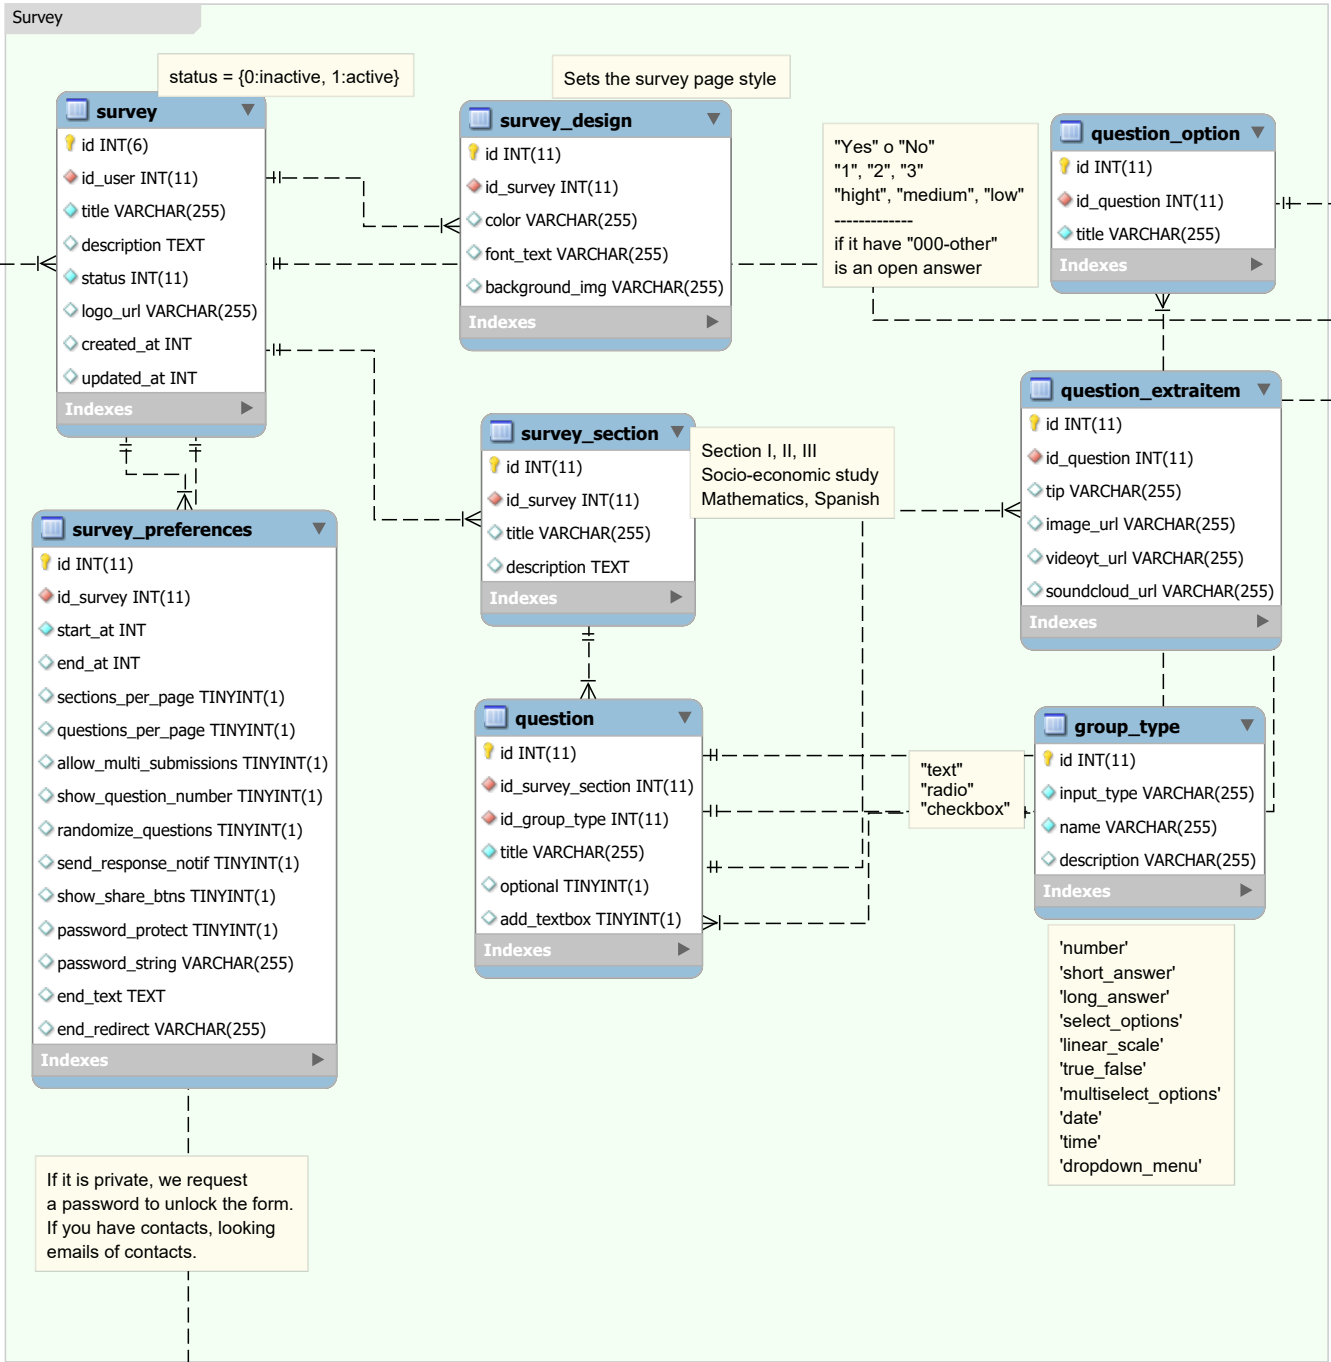 Survey
status = {0:inactive, 1:active}
survey
id INT(6)
id_user INT(11)
title VARCHAR(255)
description TEXT
status INT(11)
logo_url VARCHAR(255)
created_at INT
updated_at INT
Indexes
Sets the survey page style
survey_design
id INT(11)
id_survey INT(11)
color VARCHAR(255)
font_text VARCHAR(255)
background_img VARCHAR(255)
Indexes
"Yes" o "No"
"1", "2", "3"
"hight", "medium", "low"
-------------
if it have "000-other"
is an open answer
question_option
id INT(11)
id_question INT(11)
title VARCHAR(255)
Indexes
survey_section
id INT(11)
id_survey INT(11)
title VARCHAR(255)
description TEXT
Indexes
Section I, II, III
Socio-economic study
Mathematics, Spanish
question_extraitem
id INT(11)
id_question INT(11)
tip VARCHAR(255)
image_url VARCHAR(255)
videoyt_url VARCHAR(255)
soundcloud_url VARCHAR(255)
Indexes
survey_preferences
id INT(11)
id_survey INT(11)
start_at INT
end_at INT
sections_per_page TINYINT(1)
questions_per_page TINYINT(1)
allow_multi_submissions TINYINT(1)
show_question_number TINYINT(1)
randomize_questions TINYINT(1)
send_response_notif TINYINT(1)
show_share_btns TINYINT(1)
password_protect TINYINT(1)
password_string VARCHAR(255)
end_text TEXT
end_redirect VARCHAR(255)
Indexes
question
id INT(11)
id_survey_section INT(11)
id_group_type INT(11)
title VARCHAR(255)
optional TINYINT(1)
add_textbox TINYINT(1)
Indexes
"text"
"radio"
"checkbox"
group_type
id INT(11)
input_type VARCHAR(255)
name VARCHAR(255)
description VARCHAR(255)
Indexes
'number'
'short_answer'
'long_answer'
'select_options'
'linear_scale'
'true_false'
'multiselect_options'
'date'
'time'
'dropdown_menu'
If it is private, we request
a password to unlock the form.
If you have contacts, looking
emails of contacts.